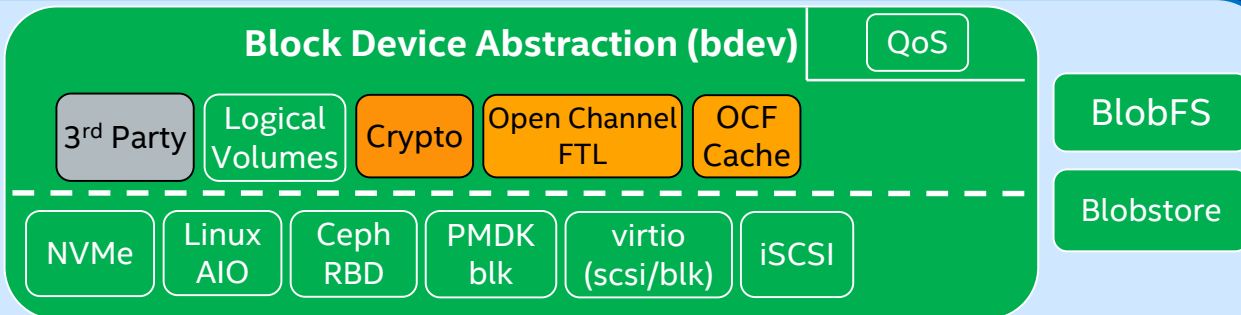 Block Device Abstraction (bdev)
QoS
3rd Party
Logical
Volumes
Crypto
Open Channel
FTL
OCF
Cache
BlobFS
Blobstore
NVMe
Linux
AIO
Ceph
RBD
PMDK
blk
virtio
(scsi/blk)
iSCSI